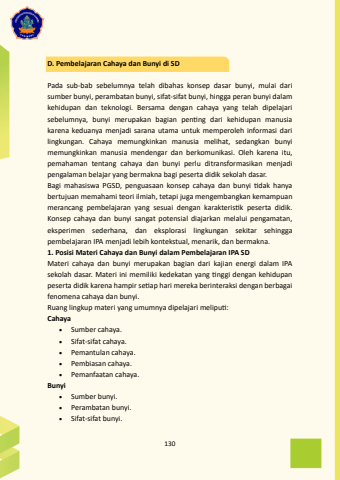 D. Pembelajaran Cahaya dan Bunyi di SD
Pada sub-bab sebelumnya telah dibahas konsep dasar bunyi, mulai dari
sumber bunyi, perambatan bunyi, sifat-sifat bunyi, hingga peran bunyi dalam
kehidupan dan teknologi. Bersama dengan cahaya yang telah dipelajari
sebelumnya, bunyi merupakan bagian penting dari kehidupan manusia
karena keduanya menjadi sarana utama untuk memperoleh informasi dari
lingkungan. Cahaya memungkinkan manusia melihat, sedangkan bunyi
memungkinkan manusia mendengar dan berkomunikasi. Oleh karena itu,
pemahaman tentang cahaya dan bunyi perlu ditransformasikan menjadi
pengalaman belajar yang bermakna bagi peserta didik sekolah dasar.
Bagi mahasiswa PGSD, penguasaan konsep cahaya dan bunyi tidak hanya
bertujuan memahami teori ilmiah, tetapi juga mengembangkan kemampuan
merancang pembelajaran yang sesuai dengan karakteristik peserta didik.
Konsep cahaya dan bunyi sangat potensial diajarkan melalui pengamatan,
eksperimen sederhana, dan eksplorasi lingkungan sekitar sehingga
pembelajaran IPA menjadi lebih kontekstual, menarik, dan bermakna.
1. Posisi Materi Cahaya dan Bunyi dalam Pembelajaran IPA SD
Materi cahaya dan bunyi merupakan bagian dari kajian energi dalam IPA
sekolah dasar. Materi ini memiliki kedekatan yang tinggi dengan kehidupan
peserta didik karena hampir setiap hari mereka berinteraksi dengan berbagai
fenomena cahaya dan bunyi.
Ruang lingkup materi yang umumnya dipelajari meliputi:
Cahaya
• Sumber cahaya.
• Sifat-sifat cahaya.
• Pemantulan cahaya.
• Pembiasan cahaya.
• Pemanfaatan cahaya.
Bunyi
• Sumber bunyi.
• Perambatan bunyi.
• Sifat-sifat bunyi.
130